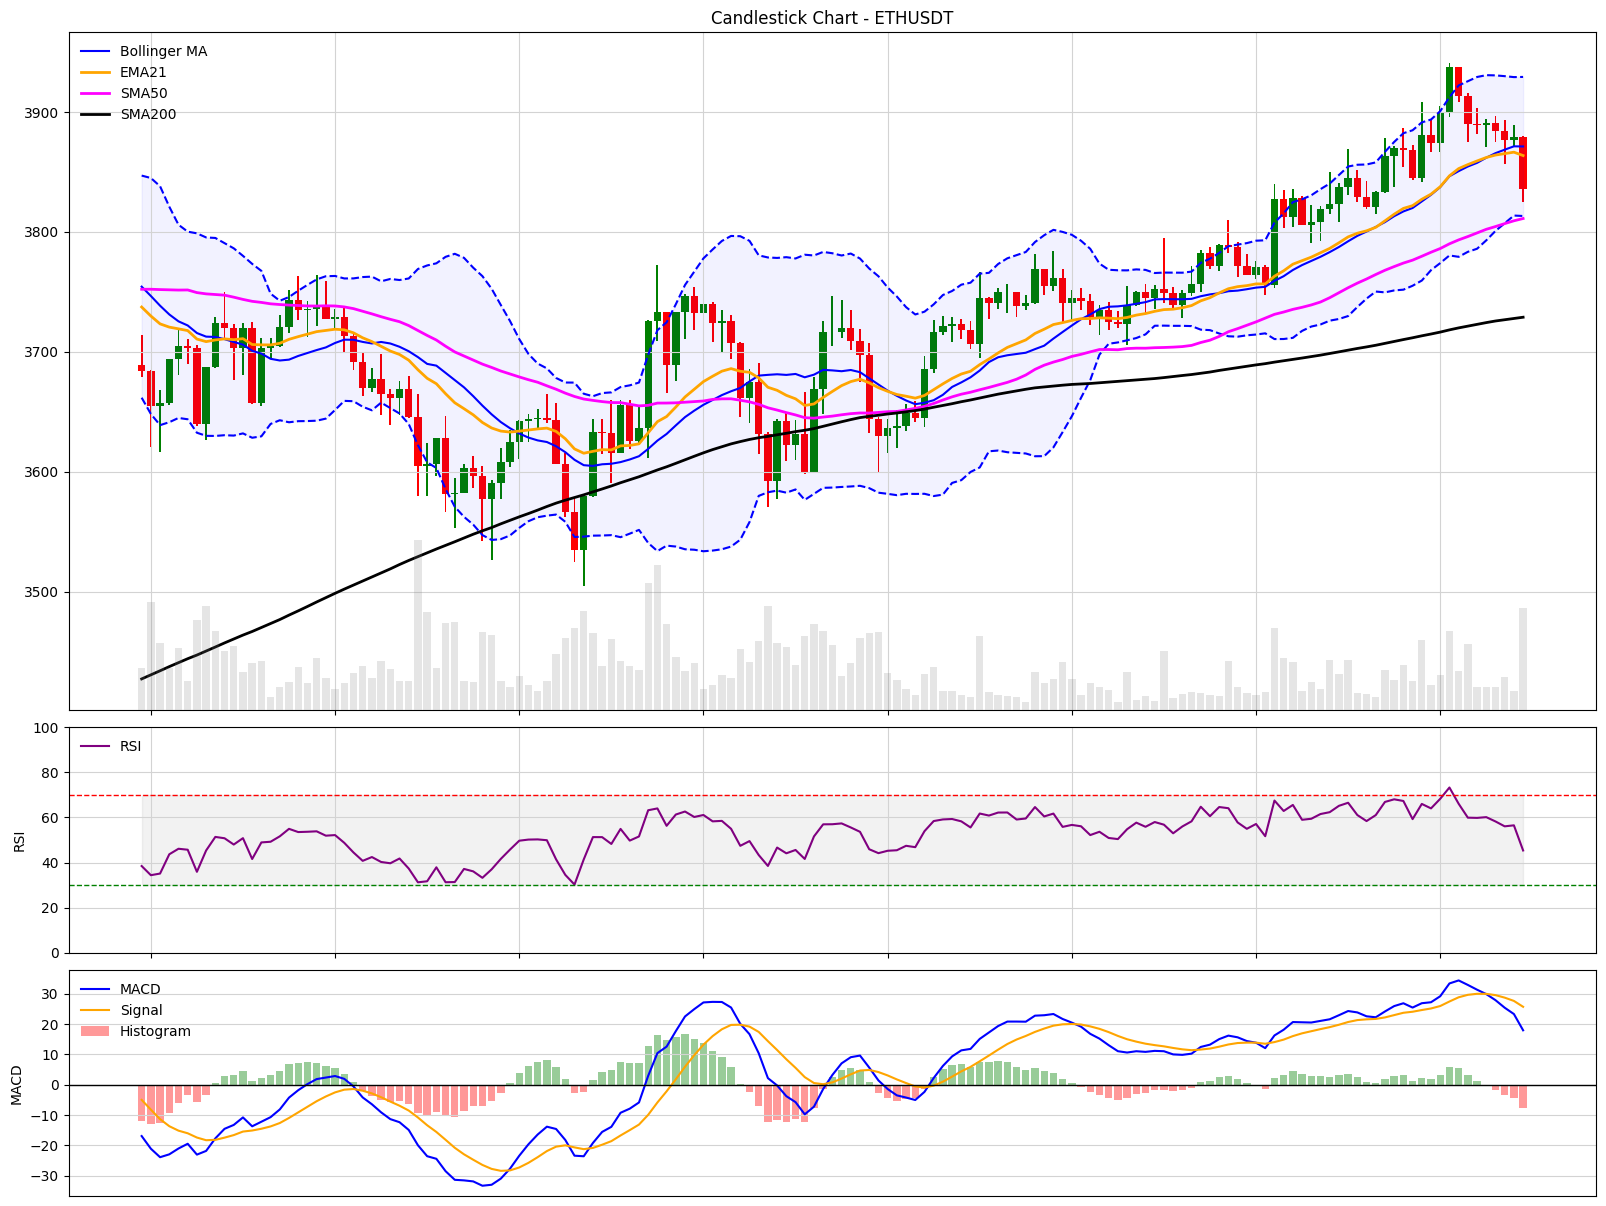 Candlestick Chart - ETHUSDT
Bollinger MA
EMA21
SMA50
SMA200
3900
3800
3700
3600
3500
RSI
100
80
60
40
20
0
RSI
MACD
Signal
Histogram
30
20
10
0
−10
−20
−30
MACD